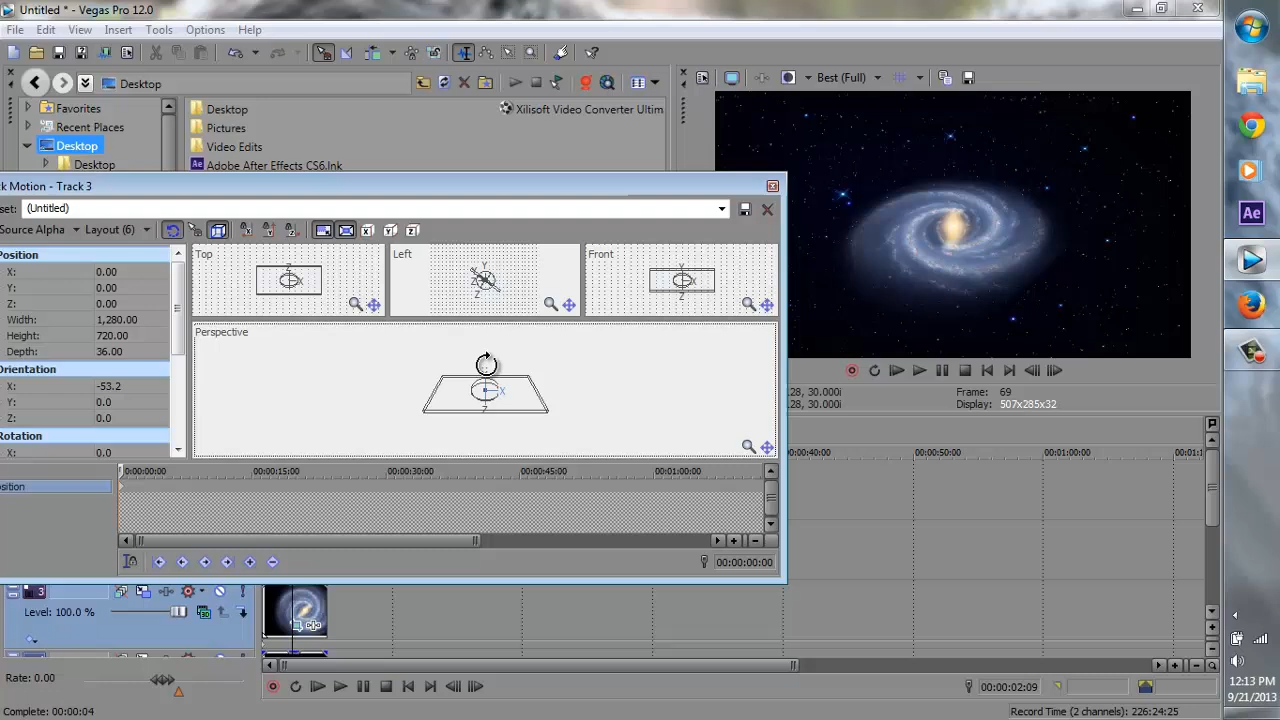 Untitled * - Vegas Pro 12.0
File Edit View Insert Tools Options Help
Desktop
Favorites
Recent Places
Desktop
Desktop
Desktop
Pictures
Video Edits
Adobe After Effects CS6.lnk
Xilisoft Video Converter Ultim
Best (Full)
ck Motion - Track 3
set: (Untitled)
Source Alpha Layout (6)
Position
X: 0.00
Y: 0.00
Z: 0.00
Width: 1,280.00
Height: 720.00
Depth: 36.00
Orientation
X: -53.2
Y: 0.0
Z: 0.0
Rotation
X: 0.0
Top
Left
Front
Perspective
00:00:00:00 00:00:15:00 00:00:30:00 00:00:45:00 00:01:00:00
osition
00:00:00:00
28, 30.000i
28, 30.000i
Frame: 69
Display: 507x285x32
00:00:40:00 00:00:50:00 00:01:00:00 00:01:1
3
Level: 100.0 %
Rate: 0.00
00:00:02:09
Complete: 00:00:04
Record Time (2 channels): 226:24:25
Ae
12:13 PM
9/21/2013